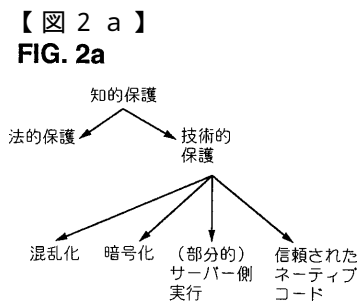 【図２ａ】
FIG. 2a
知的保護
法的保護
技術的
保護
混乱化
暗号化
（部分的）
サーバー側
実行
信頼された
ネーティブ
コード